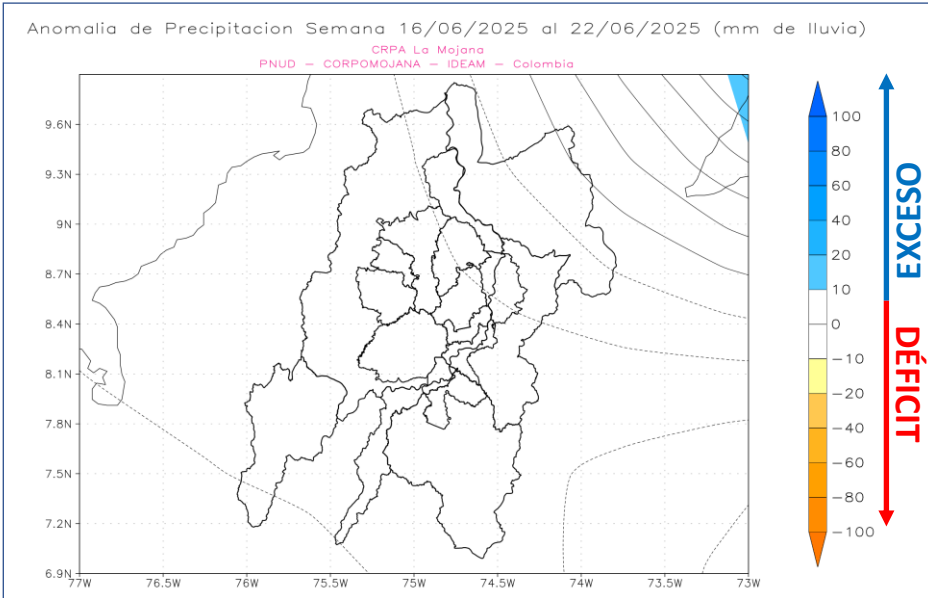 Anomalia de Precipitacion Semana 16/06/2025 al 22/06/2025 (mm de lluvia)
CRPA La Mojana
PNUD – CORPOMOJANA – IDEAM – Colombia
9.6N
9.3N
9N
8.7N
8.4N
8.1N
7.8N
7.5N
7.2N
6.9N
77W
76.5W
76W
75.5W
75W
74.5W
74W
73.5W
73W
100
80
60
40
20
10
0
−10
−20
−40
−60
−80
−100
EXCESO
DÉFICIT